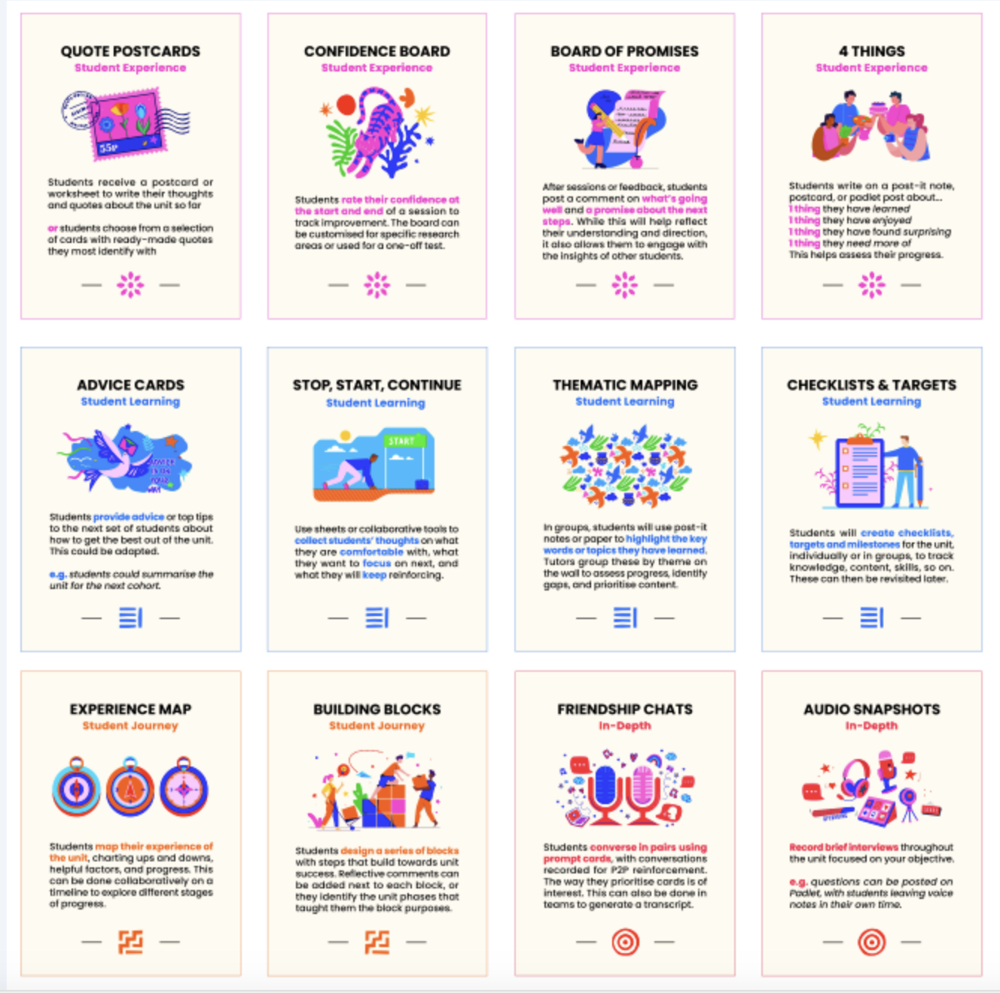 QUOTE POSTCARDS
Student Experience
55p
Students receive a postcard or
worksheet to write their thoughts
and quotes about the unit so far
or students choose from a selection
of cards with ready-made quotes
they most identify with
CONFIDENCE BOARD
Student Experience
Students rate their confidence at
the start and end of a session to
track improvement. The board can
be customised for specific research
areas or used for a one-off test.
BOARD OF PROMISES
Student Experience
After sessions or feedback, students
post a comment on what's going
well and a promise about the next
steps. While this will help reflect
their understanding and direction,
it also allows them to engage with
the insights of other students.
4 THINGS
Student Experience
Students write on a post-it note,
postcard, or padlet post about...
1 thing they have learned
1 thing they have enjoyed
1 thing they have found surprising
1 thing they need more of
This helps assess their progress.
ADVICE CARDS
Student Learning
ADVICE
IS ON
YOUR
WAY
Students provide advice or top tips
to the next set of students about
how to get the best out of the unit.
This could be adapted.
e.g. students could summarise the
unit for the next cohort.
STOP, START, CONTINUE
Student Learning
START
Use sheets or collaborative tools to
collect students' thoughts on what
they are comfortable with, what
they want to focus on next, and
what they will keep reinforcing.
THEMATIC MAPPING
Student Learning
In groups, students will use post-it
notes or paper to highlight the key
words or topics they have learned.
Tutors group these by theme on
the wall to assess progress, identify
gaps, and prioritise content.
CHECKLISTS & TARGETS
Student Learning
Students will create checklists,
targets and milestones for the unit,
individually or in groups, to track
knowledge, content, skills, so on.
These can then be revisited later.
EXPERIENCE MAP
Student Journey
Students map their experience of
the unit, charting ups and downs,
helpful factors, and progress. This
can be done collaboratively on a
timeline to explore different stages
of progress.
BUILDING BLOCKS
Student Journey
Students design a series of blocks
with steps that build towards unit
success. Reflective comments can
be added next to each block, or
they identify the unit phases that
taught them the block purposes.
FRIENDSHIP CHATS
In-Depth
Students converse in pairs using
prompt cards, with conversations
recorded for P2P reinforcement.
The way they prioritise cards is of
interest. This can also be done in
teams to generate a transcript.
AUDIO SNAPSHOTS
In-Depth
Record brief interviews throughout
the unit focused on your objective.
e.g. questions can be posted on
Padlet, with students leaving voice
notes in their own time.